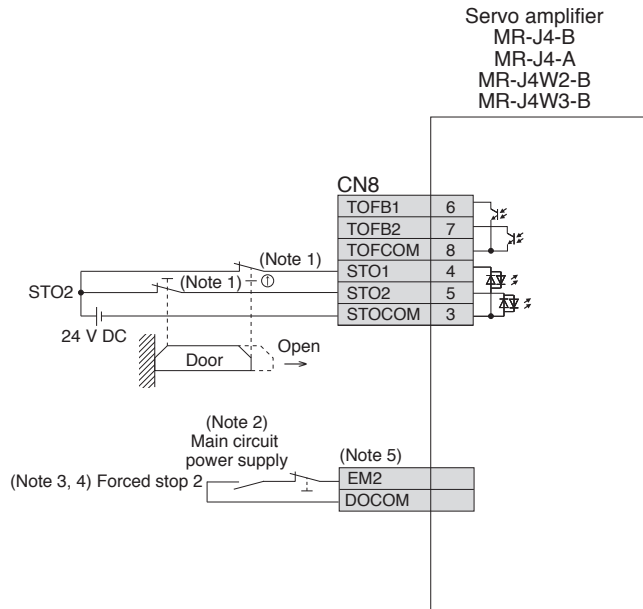 Servo amplifier
MR-J4-B
MR-J4-A
MR-J4W2-B
MR-J4W3-B
CN8
TOFB1 6
TOFB2 7
TOFCOM 8
(Note 1)
STO1 4
STO2
(Note 1)
STO2 5
STOCOM 3
24 V DC
Open
Door
(Note 2)
Main circuit
power supply
(Note 5)
(Note 3, 4) Forced stop 2
EM2
DOCOM